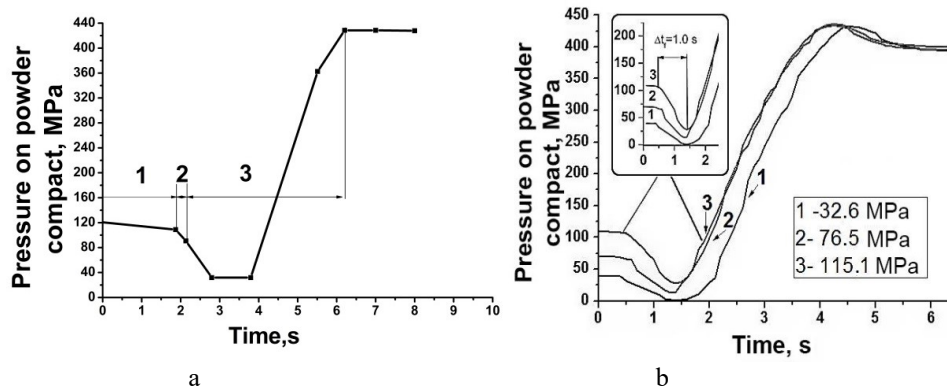 Pressure on powder
compact, MPa
440
400
360
320
280
240
200
160
120
80
40
0
1 2 3
0 1 2 3 4 5 6 7 8 9 10
Time,s
a
Pressure on powder
compact, MPa
450
400
350
300
250
200
150
100
50
0
200
150
100
50
0
0 1 2
Δtf=1.0 s
3
2
1
3
2
1
1 -32.6 MPa
2- 76.5 MPa
3- 115.1 MPa
0 1 2 3 4 5 6
Time, s
b